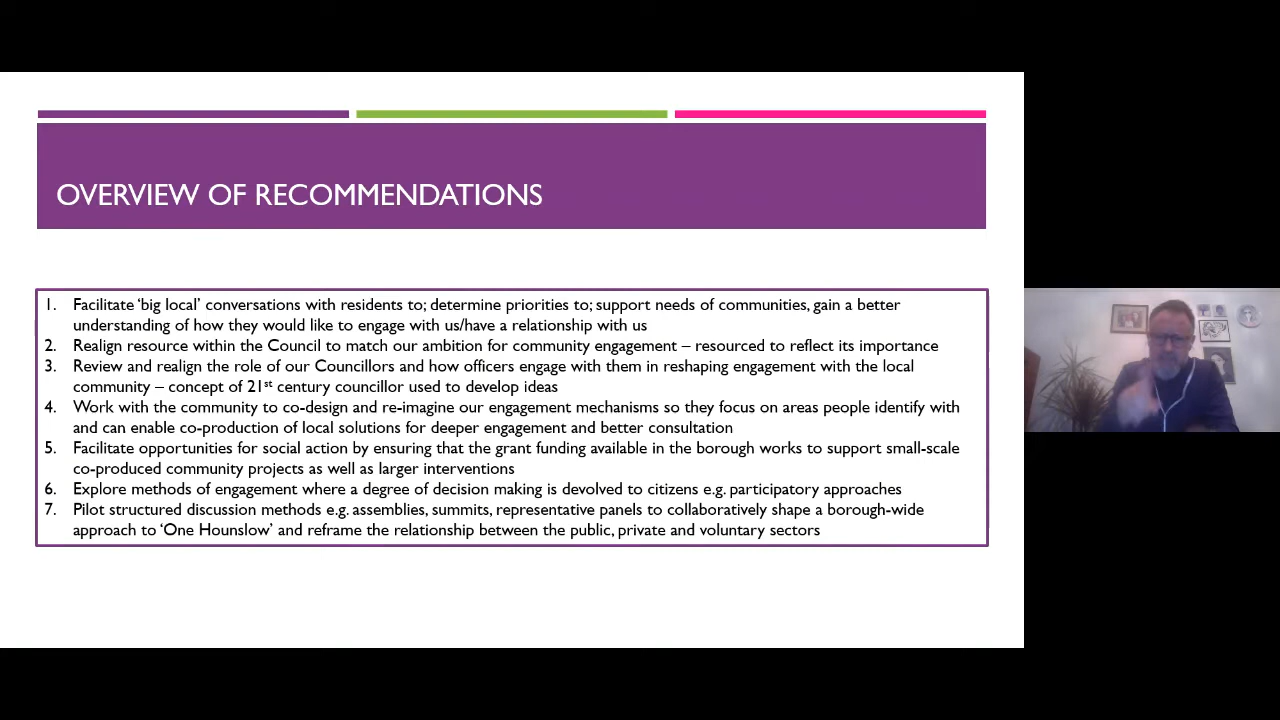 OVERVIEW OF RECOMMENDATIONS
1. Facilitate ‘big local’ conversations with residents to; determine priorities to; support needs of communities, gain a better
understanding of how they would like to engage with us/have a relationship with us
2. Realign resource within the Council to match our ambition for community engagement – resourced to reflect its importance
3. Review and realign the role of our Councillors and how officers engage with them in reshaping engagement with the local
community – concept of 21st century councillor used to develop ideas
4. Work with the community to co-design and re-imagine our engagement mechanisms so they focus on areas people identify with
and can enable co-production of local solutions for deeper engagement and better consultation
5. Facilitate opportunities for social action by ensuring that the grant funding available in the borough works to support small-scale
co-produced community projects as well as larger interventions
6. Explore methods of engagement where a degree of decision making is devolved to citizens e.g. participatory approaches
7. Pilot structured discussion methods e.g. assemblies, summits, representative panels to collaboratively shape a borough-wide
approach to ‘One Hounslow’ and reframe the relationship between the public, private and voluntary sectors